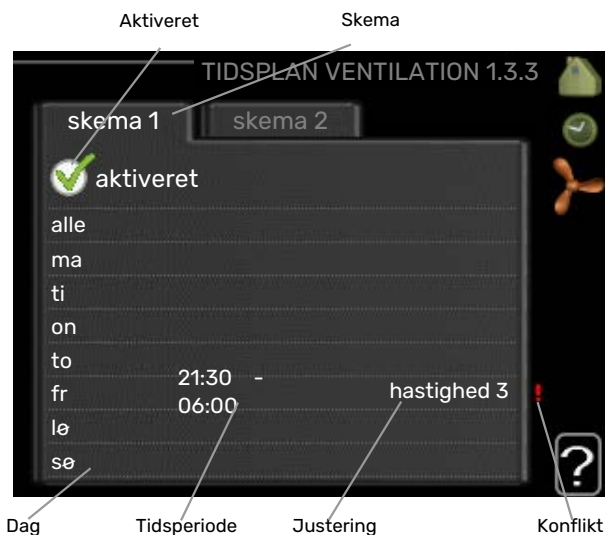 Aktiveret Skema
TIDSPLAN VENTILATION 1.3.3
skema 1 skema 2
aktiveret
alle
ma
ti
on
to
fr 21:30 - 06:00 hastighed 3 !
lø
sø
?
Dag Tidsperiode Justering Konflikt